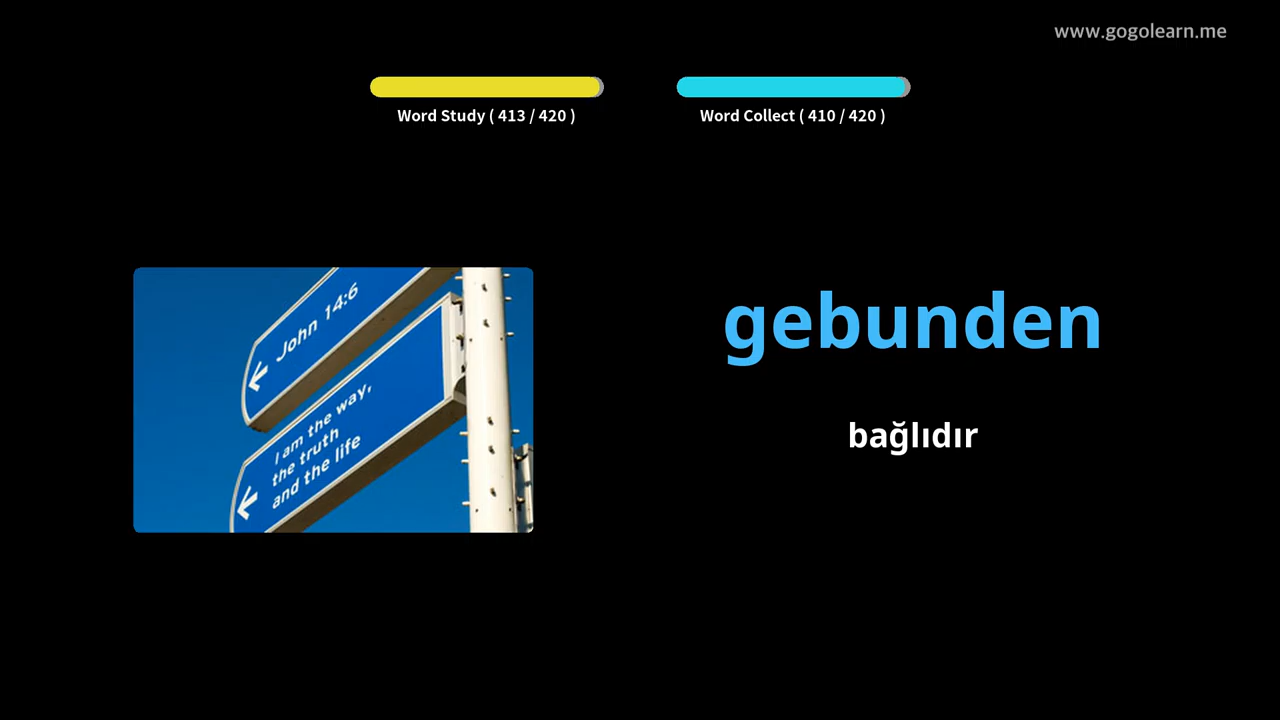 www.gogolearn.me
Word Study ( 413 / 420 )
Word Collect ( 410 / 420 )
John 14:6
I am the way,
the truth
and the life
gebunden
bağlıdır